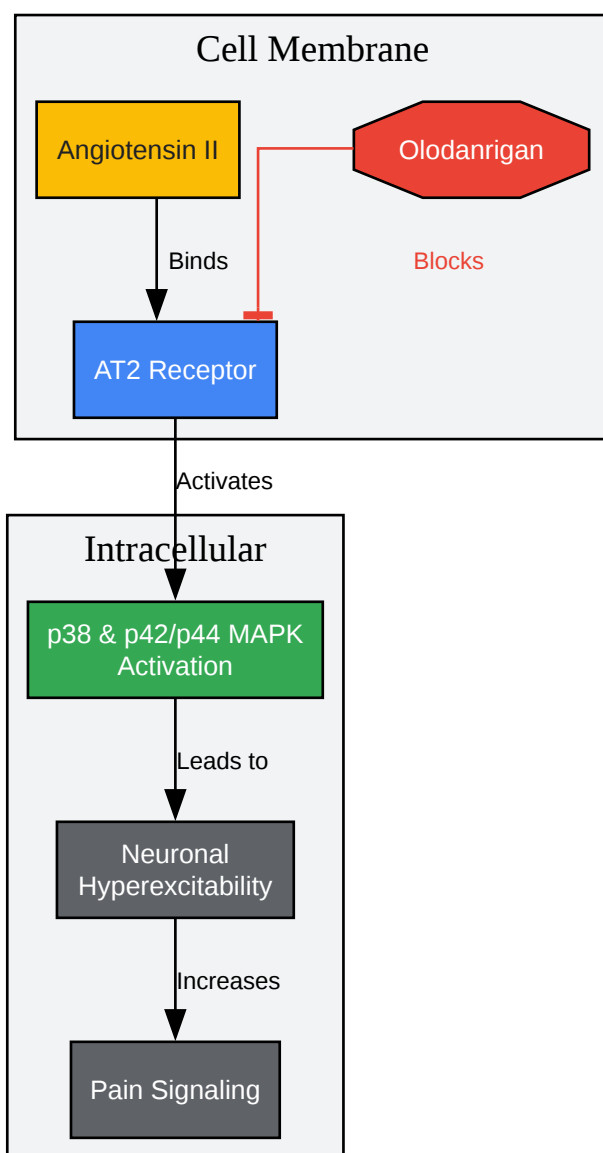 Cell Membrane
Angiotensin II
Olodanrigan
Binds
Blocks
AT2 Receptor
Activates
Intracellular
p38 & p42/p44 MAPK
Activation
Leads to
Neuronal
Hyperexcitability
Increases
Pain Signaling